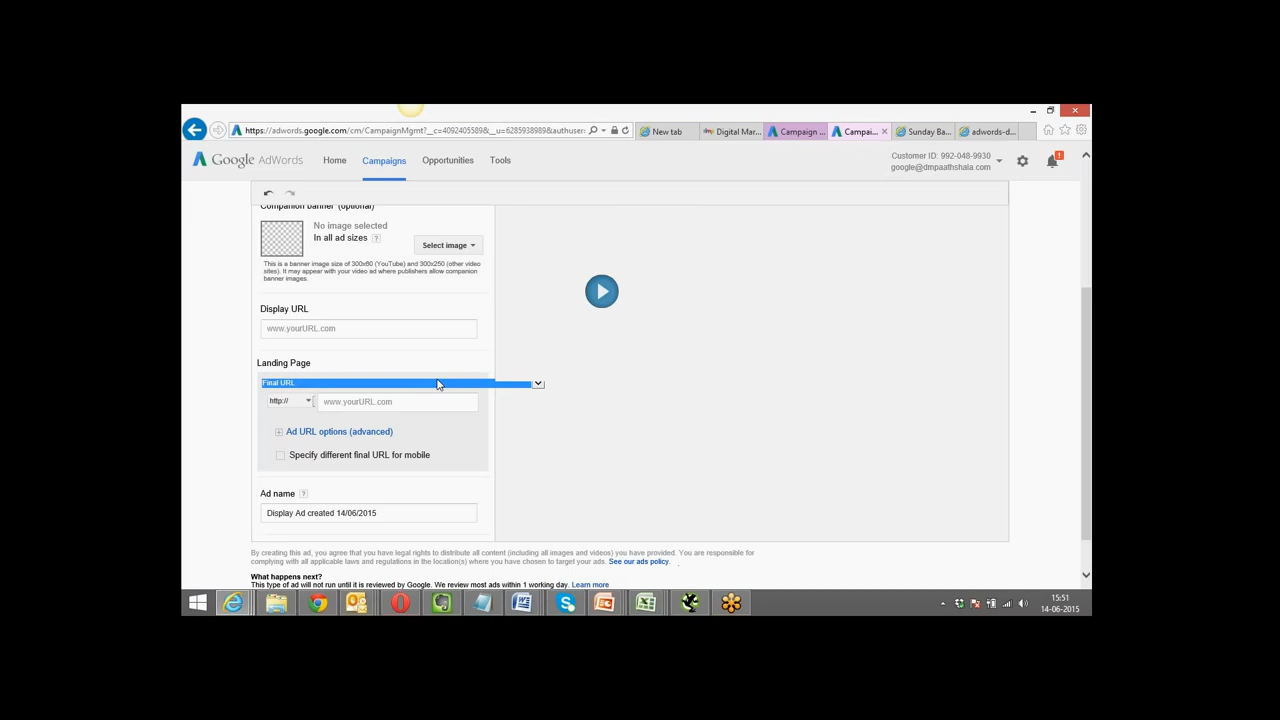 https://adwords.google.com/cm/CampaignMgmt?__c=4092405589&__u=6285938989&authuser=
New tab
Digital Mar...
Campaign ...
Campai...
Sunday Ba...
adwords-d...
Google AdWords
Home
Campaigns
Opportunities
Tools
Customer ID: 992-048-9930
google@dmpaathshala.com
1
Companion banner (optional)
No image selected
In all ad sizes ?
Select image
This is a banner image size of 300x60 (YouTube) and 300x250 (other video
sites). It may appear with your video ad where publishers allow companion
banner images.
Display URL
www.yourURL.com
Landing Page
Final URL
http://
www.yourURL.com
Ad URL options (advanced)
Specify different final URL for mobile
Ad name ?
Display Ad created 14/06/2015
By creating this ad, you agree that you have legal rights to distribute all content (including all images and videos) you have provided. You are responsible for
complying with all applicable laws and regulations in the location(s) where you have chosen to target your ads. See our ads policy.
What happens next?
This type of ad will not run until it is reviewed by Google. We review most ads within 1 working day. Learn more
15:51
14-06-2015